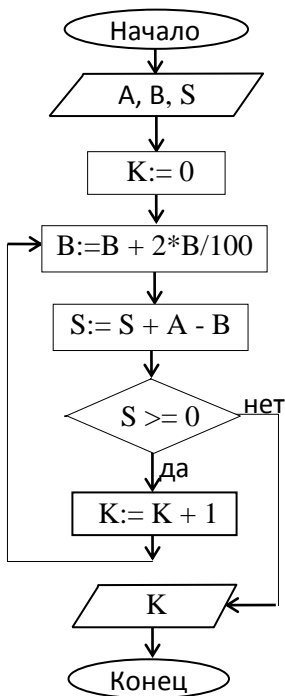 Начало
A, B, S
K:= 0
B:=B + 2*B/100
S:= S + A - B
S >= 0
нет
да
K:= K + 1
K
Конец